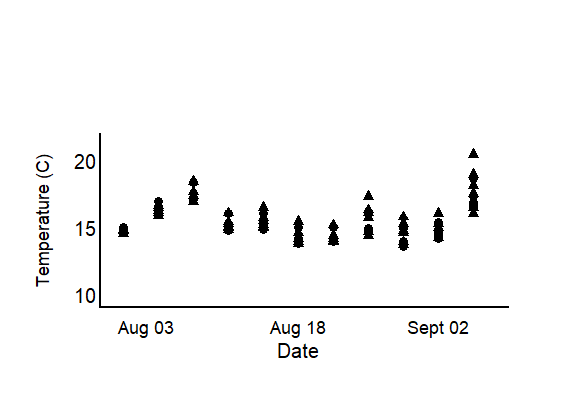 Temperature (C)
20
15
10
Aug 03
Aug 18
Sept 02
Date